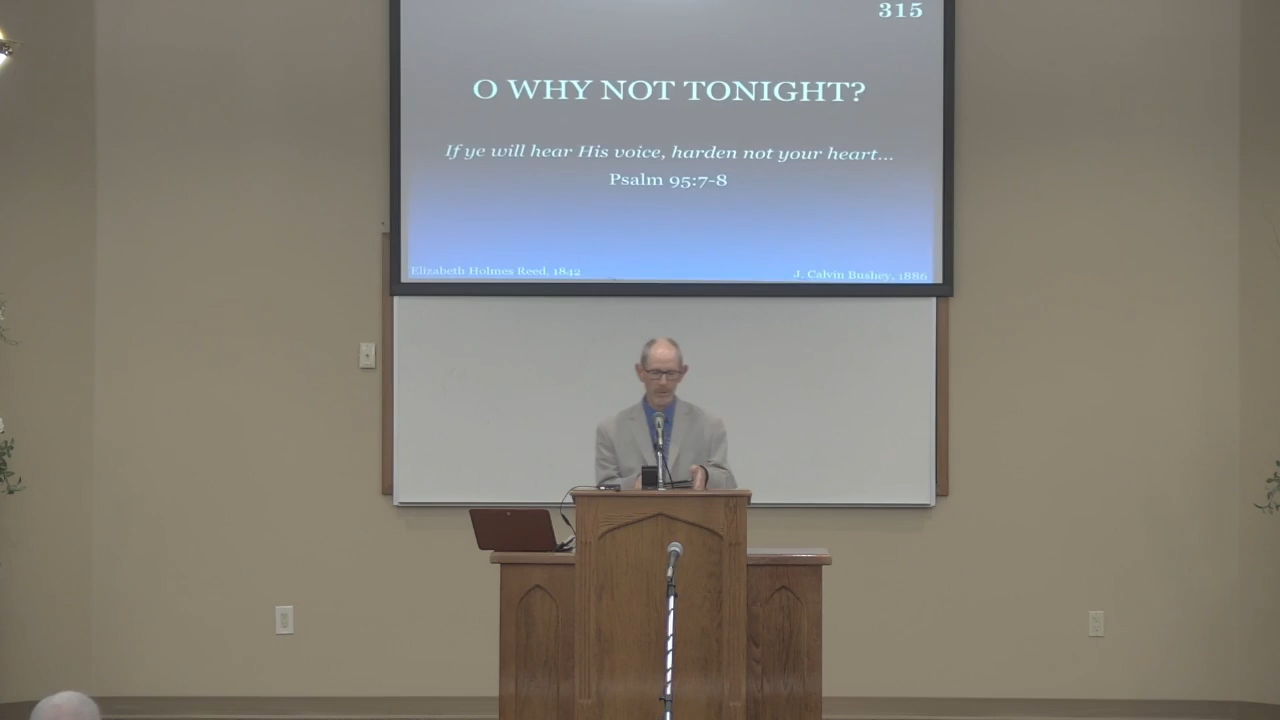 315
O WHY NOT TONIGHT?
If ye will hear His voice, harden not your heart...
Psalm 95:7-8
Elizabeth Holmes Reed, 1842
J. Calvin Bushey, 1886